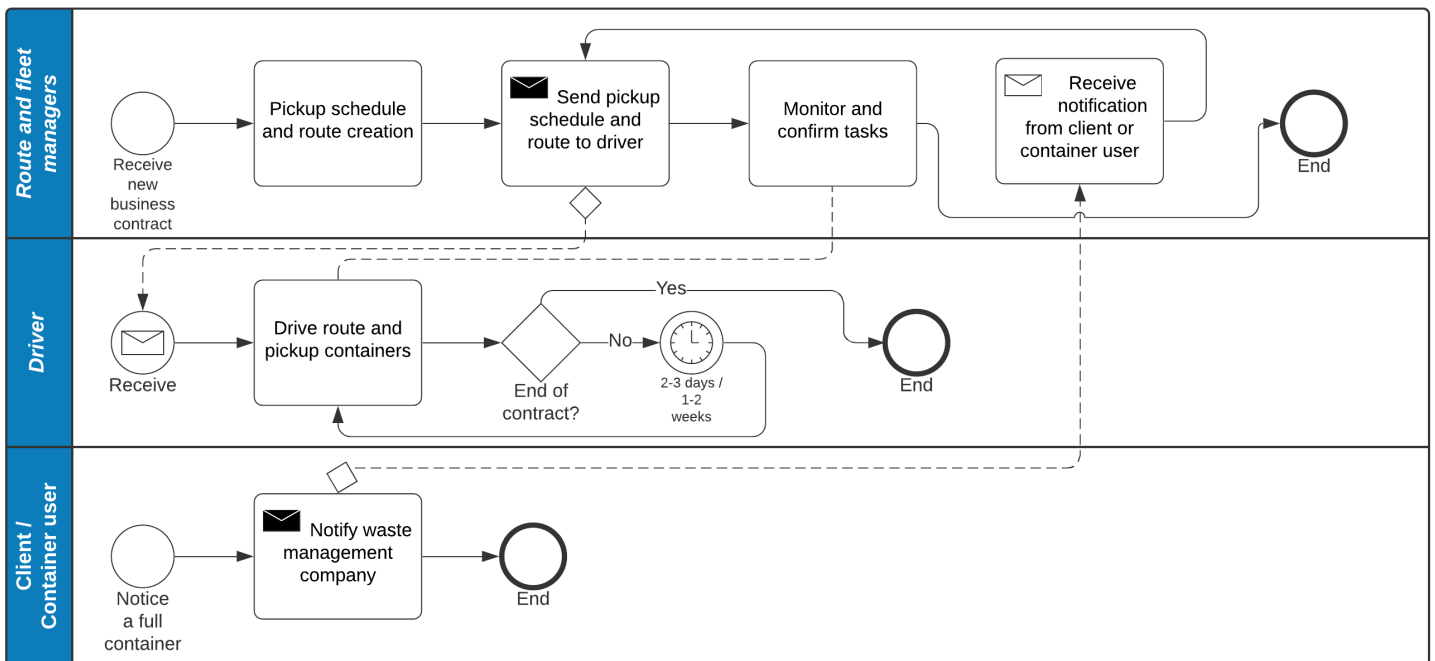 Route and fleet
managers
Receive
new
business
contract
Pickup schedule
and route creation
Send pickup
schedule and
route to driver
Monitor and
confirm tasks
Receive
notification
from client or
container user
End
Driver
Receive
Drive route and
pickup containers
End of
contract?
Yes
No
2-3 days /
1-2
weeks
End
Client /
Container user
Notice
a full
container
Notify waste
management
company
End